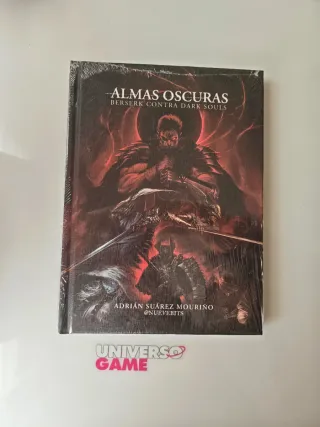 ALMAS OSCURAS
BERSERK CONTRA DARK SOULS
ADRIÁN SUÁREZ MOURIÑO
@NUEVEBITS
UNIVERSO
GAME